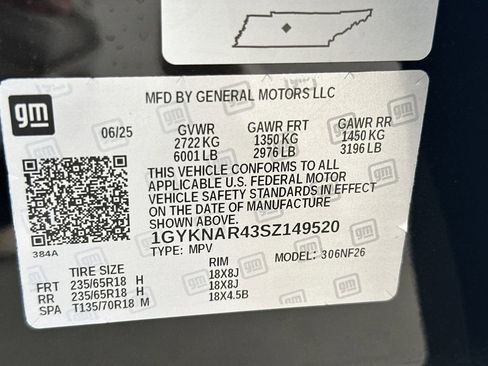 gm
MFD BY GENERAL MOTORS LLC
06/25 GVWR GAWR FRT GAWR RR
2722 KG 1350 KG 1450 KG
6001 LB 2976 LB 3196 LB
THIS VEHICLE CONFORMS TO ALL
APPLICABLE U.S. FEDERAL MOTOR
VEHICLE SAFETY STANDARDS IN EFFECT
ON THE DATE OF MANUFACTURE
SHOWN ABOVE.
384A
1GYKNAR43SZ149520
TYPE: MPV MODEL: 306NF26
TIRE SIZE RIM
FRT 235/65R18 H 18X8J
RR 235/65R18 H 18X8J
SPA T135/70R18 M 18X4.5B